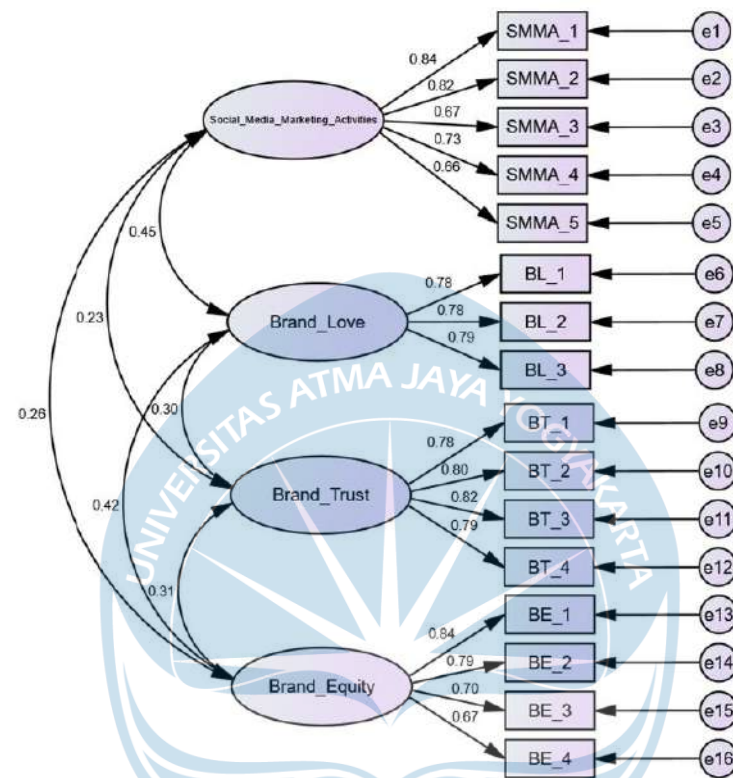 SMMA_1 e1
0.84
SMMA_2 e2
0.82
Social_Media_Marketing_Activities
0.67
SMMA_3 e3
0.73
SMMA_4 e4
0.66
SMMA_5 e5
0.45
BL_1 e6
0.78
Brand_Love
0.78
BL_2 e7
0.79
BL_3 e8
0.23
0.26
0.30
UNIVERSITAS ATMA JAYA YOGYAKARTA
BT_1 e9
0.78
BT_2 e10
0.80
Brand_Trust
0.82
BT_3 e11
0.79
BT_4 e12
0.42
0.31
BE_1 e13
0.84
BE_2 e14
0.79
Brand_Equity
0.70
BE_3 e15
0.67
BE_4 e16